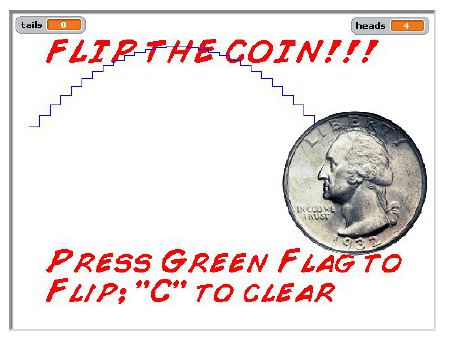 tails 0 heads 4
FLIP THE COIN!!!
LIBERTY
IN GOD WE
TRUST
1932
PRESS GREEN FLAG TO
FLIP; "C" TO CLEAR